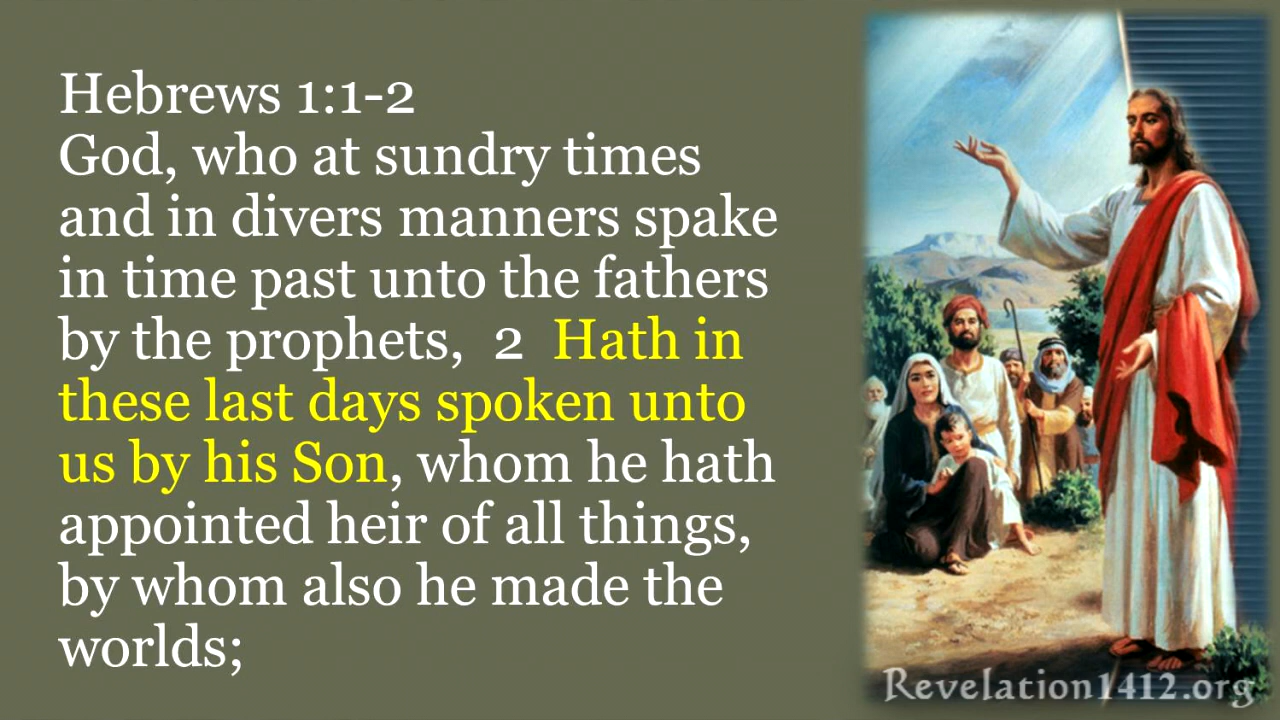 Hebrews 1:1-2
God, who at sundry times
and in divers manners spake
in time past unto the fathers
by the prophets,  2  Hath in
these last days spoken unto
us by his Son, whom he hath
appointed heir of all things,
by whom also he made the
worlds;
Revelation1412.org